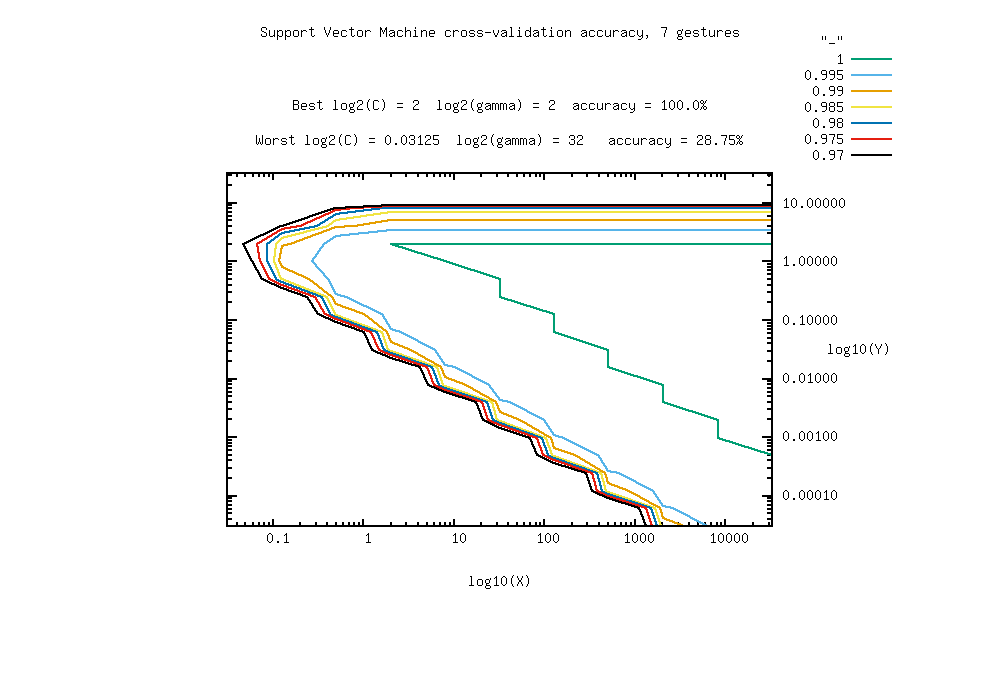 Support Vector Machine cross-validation accuracy, 7 gestures
"_"
1
0.995
0.99
0.985
0.98
0.975
0.97
Best log2(C) = 2  log2(gamma) = 2  accuracy = 100.0%
Worst log2(C) = 0.03125  log2(gamma) = 32   accuracy = 28.75%
10.00000
1.00000
0.10000
log10(Y)
0.01000
0.00100
0.00010
0.1 1 10 100 1000 10000
log10(X)